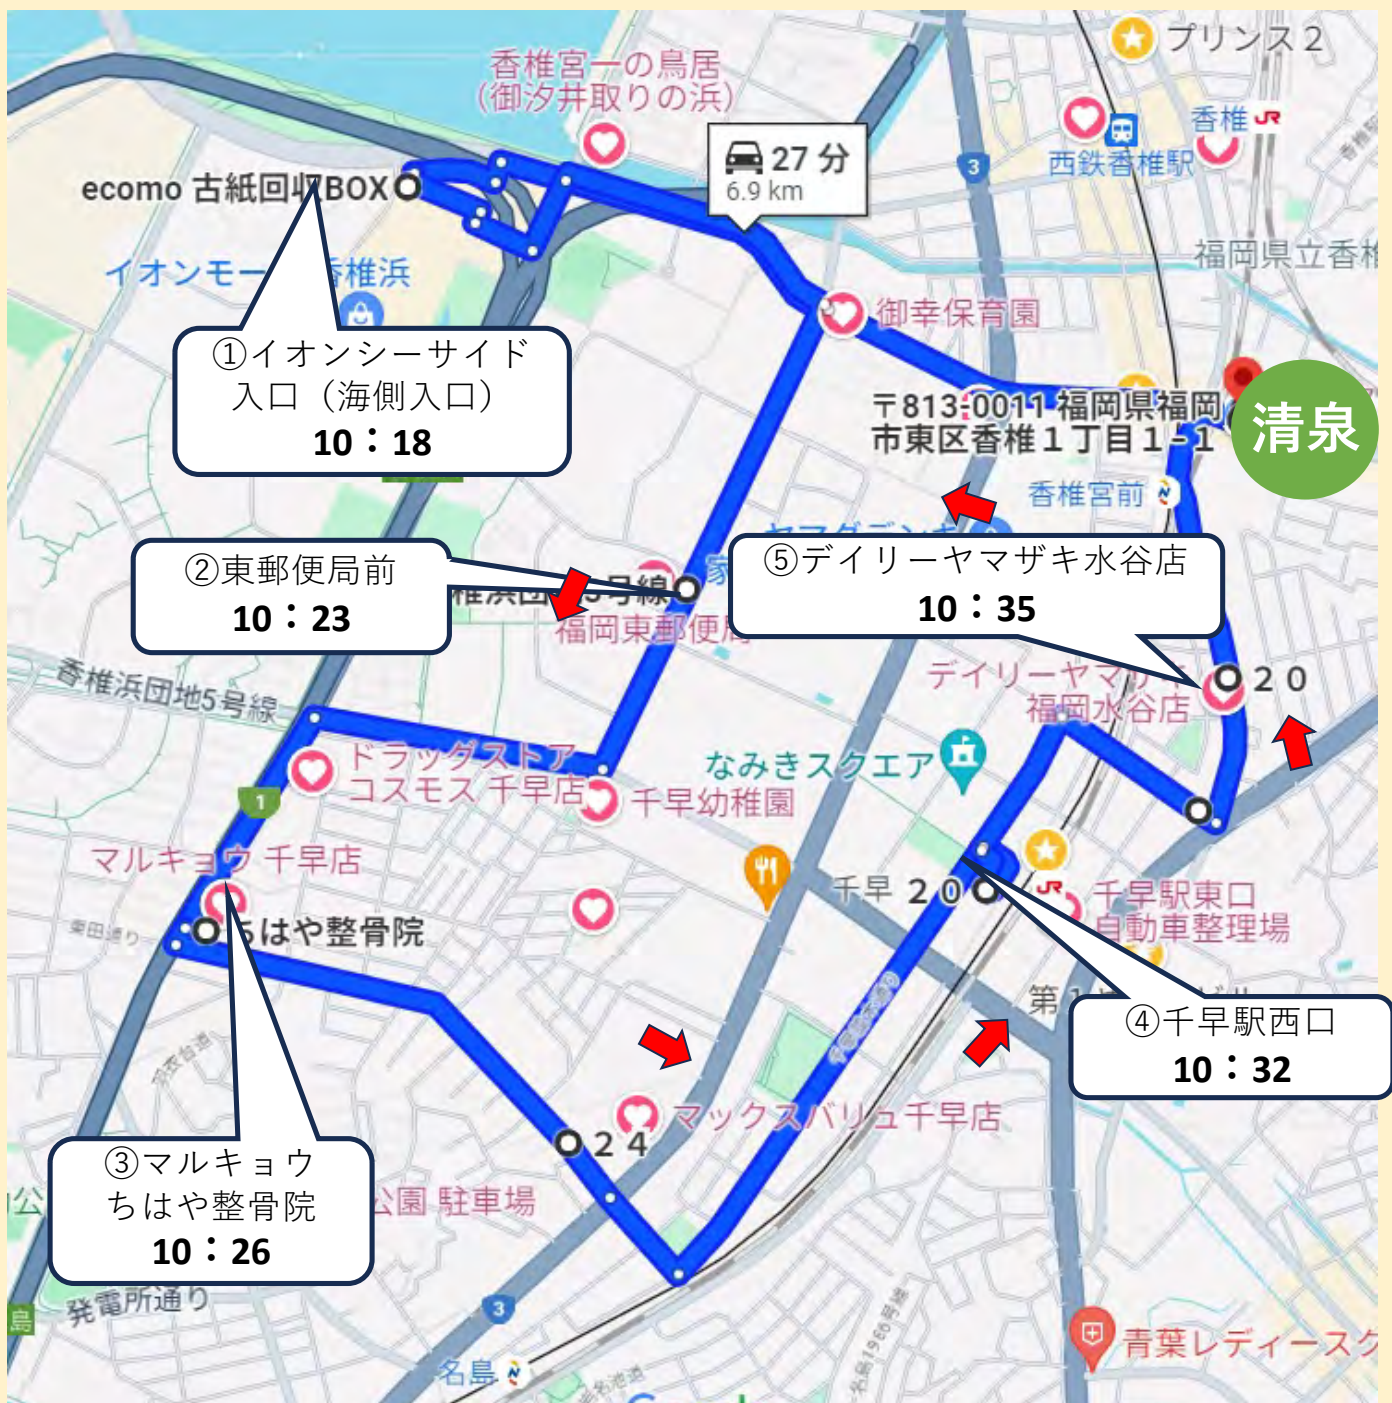 プリンス２
香椎宮一の鳥居
（御汐井取りの浜）
香椎 JR
27 分
6.9 km
3
西鉄香椎駅
ecomo 古紙回収BOX
福岡県立香椎
イオンモー
香椎浜
御幸保育園
①イオンシーサイド
入口（海側入口）
10：18
〒813-0011 福岡県福岡
市東区香椎１丁目１-１
清泉
香椎宮前
②東郵便局前
10：23
福岡東郵便局
⑤デイリーヤマザキ水谷店
10：35
香椎浜団地5号線
デイリーヤマザキ
福岡水谷店
２０
ドラッグストア
コスモス 千早店
なみきスクエア
1
千早幼稚園
マルキョウ 千早店
千早
２０
JR
千早駅東口
自動車整理場
ちはや整骨院
④千早駅西口
10：32
マックスバリュ千早店
２４
③マルキョウ
ちはや整骨院
10：26
公園 駐車場
発電所通り
島
3
名島
青葉レディースク